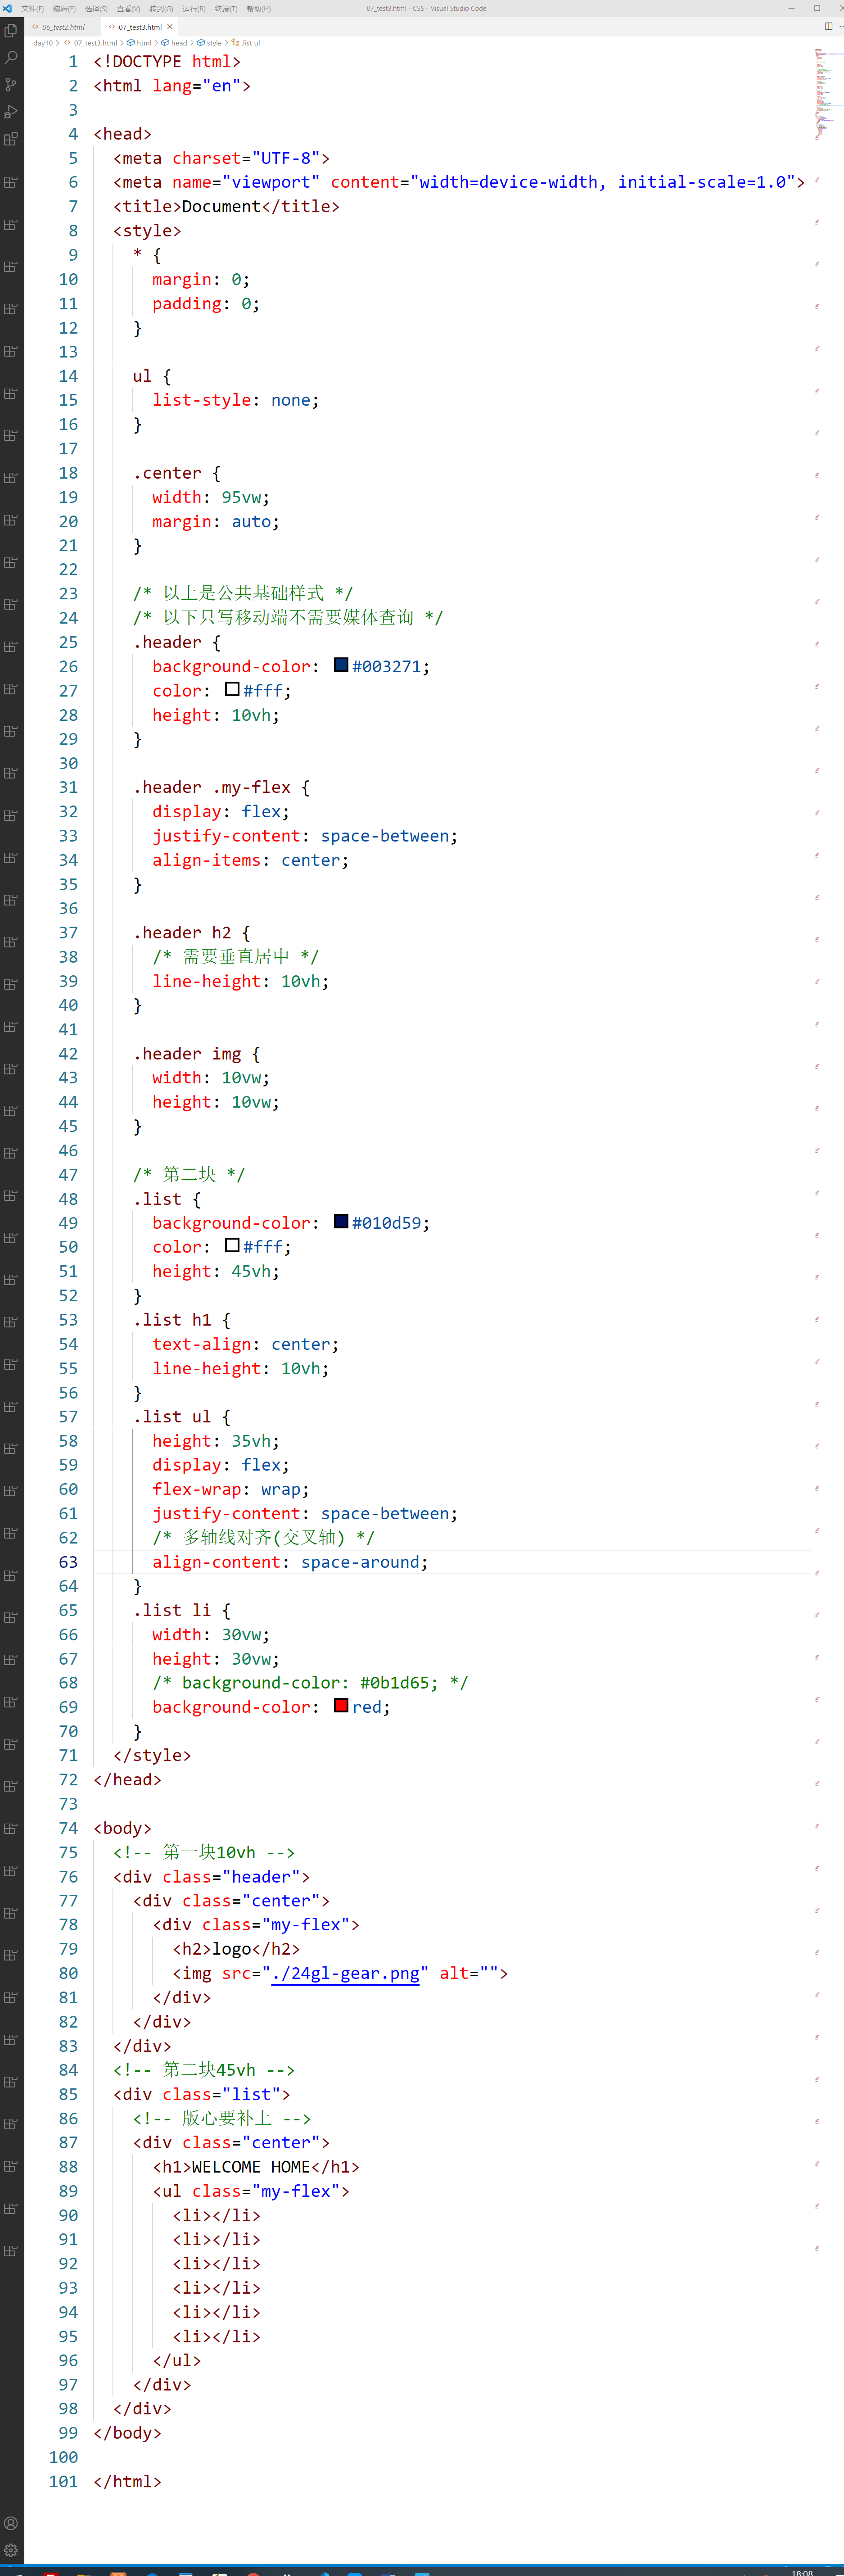 文件(F) 编辑(E) 选择(S) 查看(V) 转到(G) 运行(R) 终端(T) 帮助(H) 07_test3.html - CSS - Visual Studio Code
06_test2.html 07_test3.html
day10 > 07_test3.html > html > head > style > .list ul
1 <!DOCTYPE html>
2 <html lang="en">
3
4 <head>
5 <meta charset="UTF-8">
6 <meta name="viewport" content="width=device-width, initial-scale=1.0">
7 <title>Document</title>
8 <style>
9 * {
10 margin: 0;
11 padding: 0;
12 }
13
14 ul {
15 list-style: none;
16 }
17
18 .center {
19 width: 95vw;
20 margin: auto;
21 }
22
23 /* 以上是公共基础样式 */
24 /* 以下只写移动端不需要媒体查询 */
25 .header {
26 background-color: #003271;
27 color: #fff;
28 height: 10vh;
29 }
30
31 .header .my-flex {
32 display: flex;
33 justify-content: space-between;
34 align-items: center;
35 }
36
37 .header h2 {
38 /* 需要垂直居中 */
39 line-height: 10vh;
40 }
41
42 .header img {
43 width: 10vw;
44 height: 10vw;
45 }
46
47 /* 第二块 */
48 .list {
49 background-color: #010d59;
50 color: #fff;
51 height: 45vh;
52 }
53 .list h1 {
54 text-align: center;
55 line-height: 10vh;
56 }
57 .list ul {
58 height: 35vh;
59 display: flex;
60 flex-wrap: wrap;
61 justify-content: space-between;
62 /* 多轴线对齐(交叉轴) */
63 align-content: space-around;
64 }
65 .list li {
66 width: 30vw;
67 height: 30vw;
68 /* background-color: #0b1d65; */
69 background-color: red;
70 }
71 </style>
72 </head>
73
74 <body>
75 <!-- 第一块10vh -->
76 <div class="header">
77 <div class="center">
78 <div class="my-flex">
79 <h2>logo</h2>
80 <img src="./24gl-gear.png" alt="">
81 </div>
82 </div>
83 </div>
84 <!-- 第二块45vh -->
85 <div class="list">
86 <!-- 版心要补上 -->
87 <div class="center">
88 <h1>WELCOME HOME</h1>
89 <ul class="my-flex">
90 <li></li>
91 <li></li>
92 <li></li>
93 <li></li>
94 <li></li>
95 <li></li>
96 </ul>
97 </div>
98 </div>
99 </body>
100
101 </html>
18:08